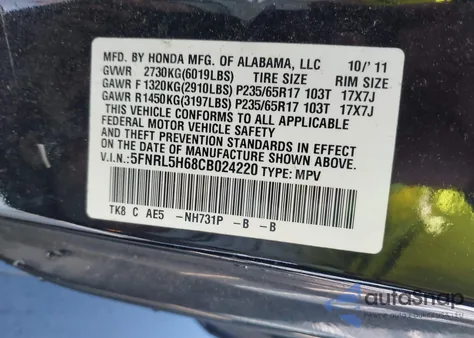 MFD. BY HONDA MFG. OF ALABAMA, LLC 10/'11
GVWR 2730KG(6019LBS) TIRE SIZE RIM SIZE
GAWR F 1320KG(2910LBS) P235/65R17 103T 17X7J
GAWR R1450KG(3197LBS) P235/65R17 103T 17X7J
THIS VEHICLE CONFORMS TO ALL APPLICABLE
FEDERAL MOTOR VEHICLE SAFETY
AND THEFT PREVENTION STANDARDS IN EFFECT
ON THE DATE OF MANUFACTURE SHOWN ABOVE.
V.I.N.:5FNRL5H68CB024220 TYPE: MPV
TK8 C AE5 -NH731P -B -B
autoSnap